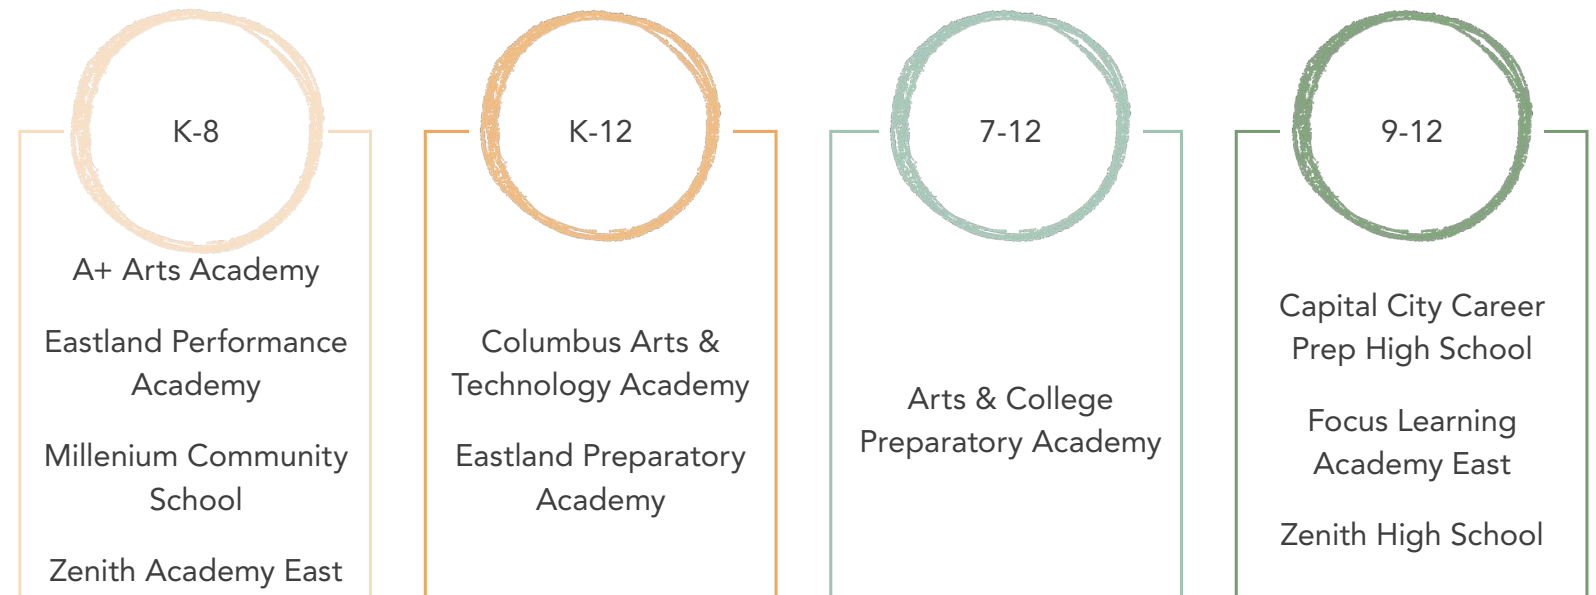 K-8
A+ Arts Academy
Eastland Performance
Academy
Millenium Community
School
Zenith Academy East
K-12
Columbus Arts &
Technology Academy
Eastland Preparatory
Academy
7-12
Arts & College
Preparatory Academy
9-12
Capital City Career
Prep High School
Focus Learning
Academy East
Zenith High School